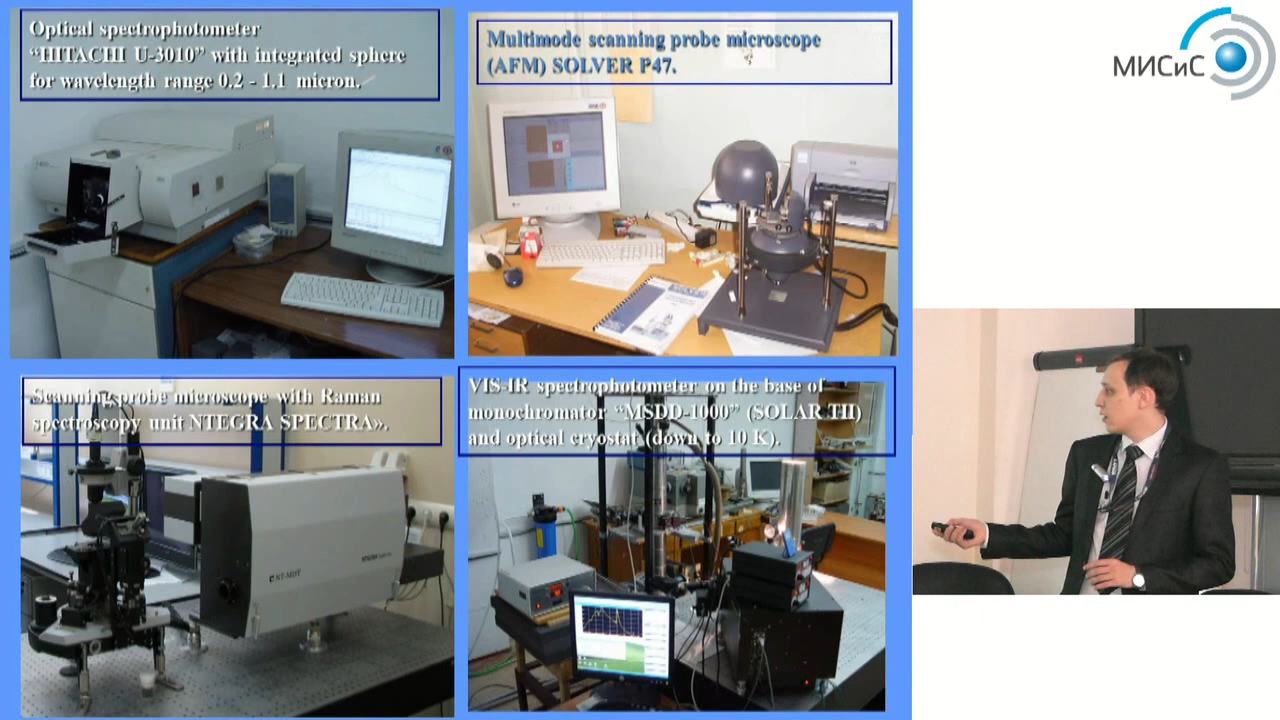 Optical spectrophotometer
“HITACHI U-3010” with integrated sphere
for wavelength range 0.2 - 1.1 micron.
Multimode scanning probe microscope
(AFM) SOLVER P47.
МИСиС
Scanning probe microscope with Raman
spectroscopy unit NTEGRA SPECTRA».
VIS-IR spectrophotometer on the base of
monochromator “MSDD-1000” (SOLAR TII)
and optical cryostat (down to 10 K).
NT-MDT